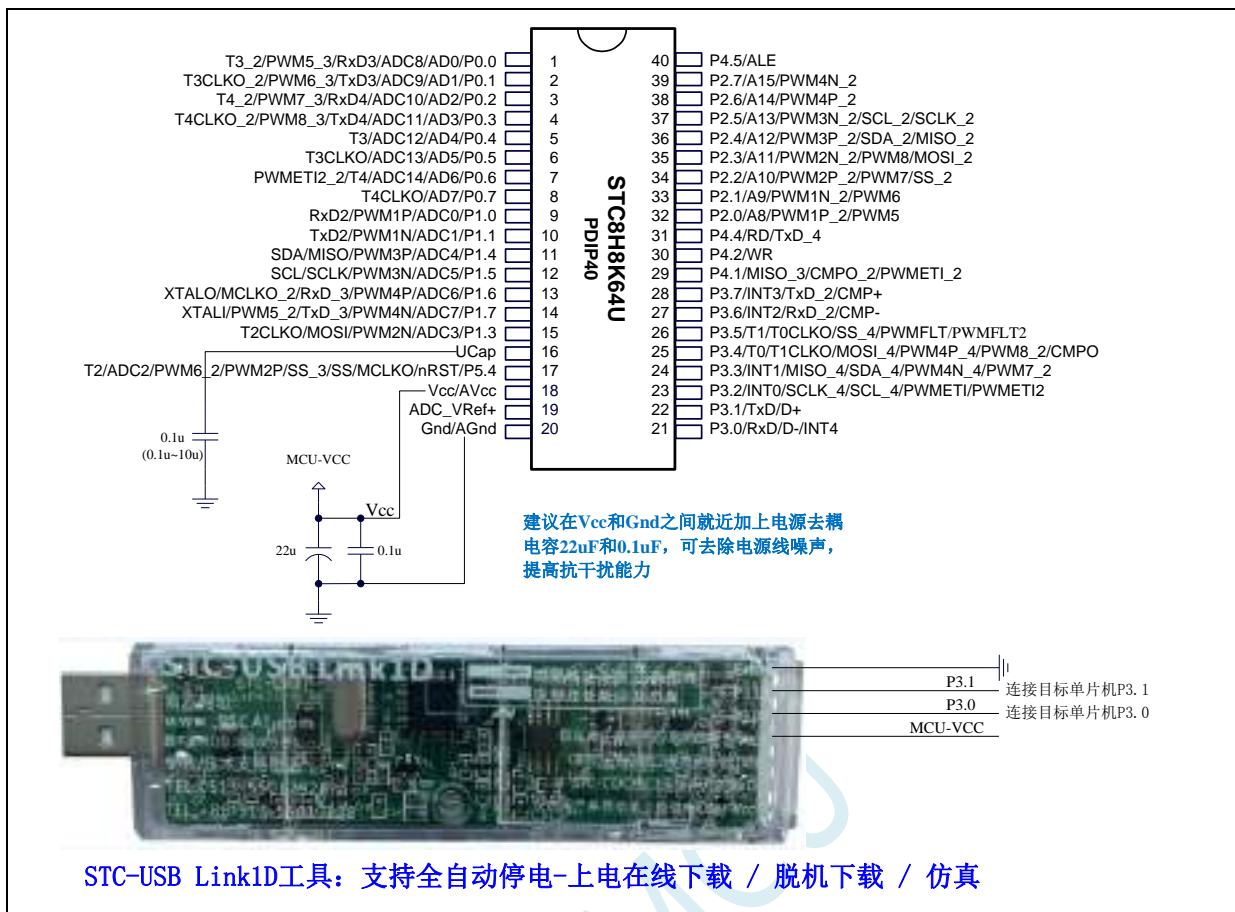 T3_2/PWM5_3/RxD3/ADC8/AD0/P0.0 1
T3CLKO_2/PWM6_3/TxD3/ADC9/AD1/P0.1 2
T4_2/PWM7_3/RxD4/ADC10/AD2/P0.2 3
T4CLKO_2/PWM8_3/TxD4/ADC11/AD3/P0.3 4
T3/ADC12/AD4/P0.4 5
T3CLKO/ADC13/AD5/P0.5 6
PWMETI2_2/T4/ADC14/AD6/P0.6 7
T4CLKO/AD7/P0.7 8
RxD2/PWM1P/ADC0/P1.0 9
TxD2/PWM1N/ADC1/P1.1 10
SDA/MISO/PWM3P/ADC4/P1.4 11
SCL/SCLK/PWM3N/ADC5/P1.5 12
XTALO/MCLKO_2/RxD_3/PWM4P/ADC6/P1.6 13
XTALI/PWM5_2/TxD_3/PWM4N/ADC7/P1.7 14
T2CLKO/MOSI/PWM2N/ADC3/P1.3 15
UCap 16
T2/ADC2/PWM6_2/PWM2P/SS_3/SS/MCLKO/nRST/P5.4 17
Vcc/AVcc 18
ADC_VRef+ 19
Gnd/AGnd 20
STC8H8K64U
PDIP40
40 P4.5/ALE
39 P2.7/A15/PWM4N_2
38 P2.6/A14/PWM4P_2
37 P2.5/A13/PWM3N_2/SCL_2/SCLK_2
36 P2.4/A12/PWM3P_2/SDA_2/MISO_2
35 P2.3/A11/PWM2N_2/PWM8/MOSI_2
34 P2.2/A10/PWM2P_2/PWM7/SS_2
33 P2.1/A9/PWM1N_2/PWM6
32 P2.0/A8/PWM1P_2/PWM5
31 P4.4/RD/TxD_4
30 P4.2/WR
29 P4.1/MISO_3/CMPO_2/PWMETI_2
28 P3.7/INT3/TxD_2/CMP+
27 P3.6/INT2/RxD_2/CMP-
26 P3.5/T1/T0CLKO/SS_4/PWMFLT/PWMFLT2
25 P3.4/T0/T1CLKO/MOSI_4/PWM4P_4/PWM8_2/CMPO
24 P3.3/INT1/MISO_4/SDA_4/PWM4N_4/PWM7_2
23 P3.2/INT0/SCLK_4/SCL_4/PWMETI/PWMETI2
22 P3.1/TxD/D+
21 P3.0/RxD/D-/INT4
0.1u
(0.1u~10u)
MCU-VCC
Vcc
22u
0.1u
建议在Vcc和Gnd之间就近加上电源去耦
电容22uF和0.1uF，可去除电源线噪声，
提高抗干扰能力
STC-USB Link1D
P3.1 连接目标单片机P3.1
P3.0 连接目标单片机P3.0
MCU-VCC
STC-USB Link1D工具：支持全自动停电-上电在线下载 / 脱机下载 / 仿真